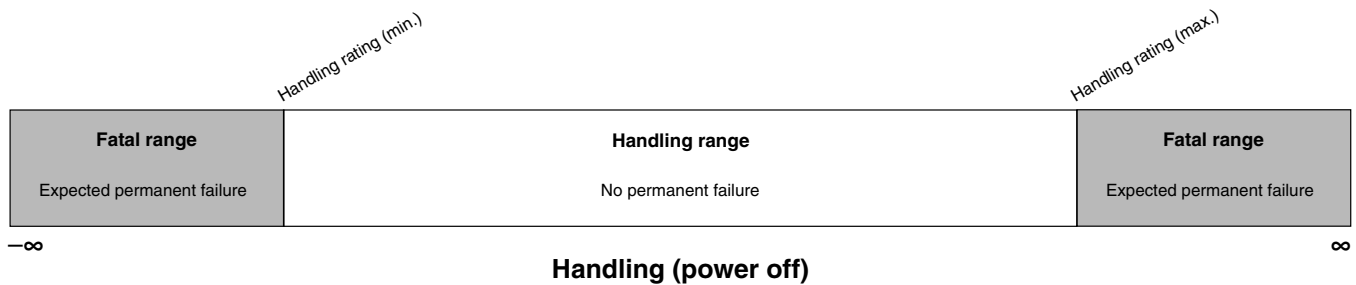 Handling rating (min.)
Handling rating (max.)
Fatal range
Handling range
Fatal range
Expected permanent failure
No permanent failure
Expected permanent failure
–∞
∞
Handling (power off)